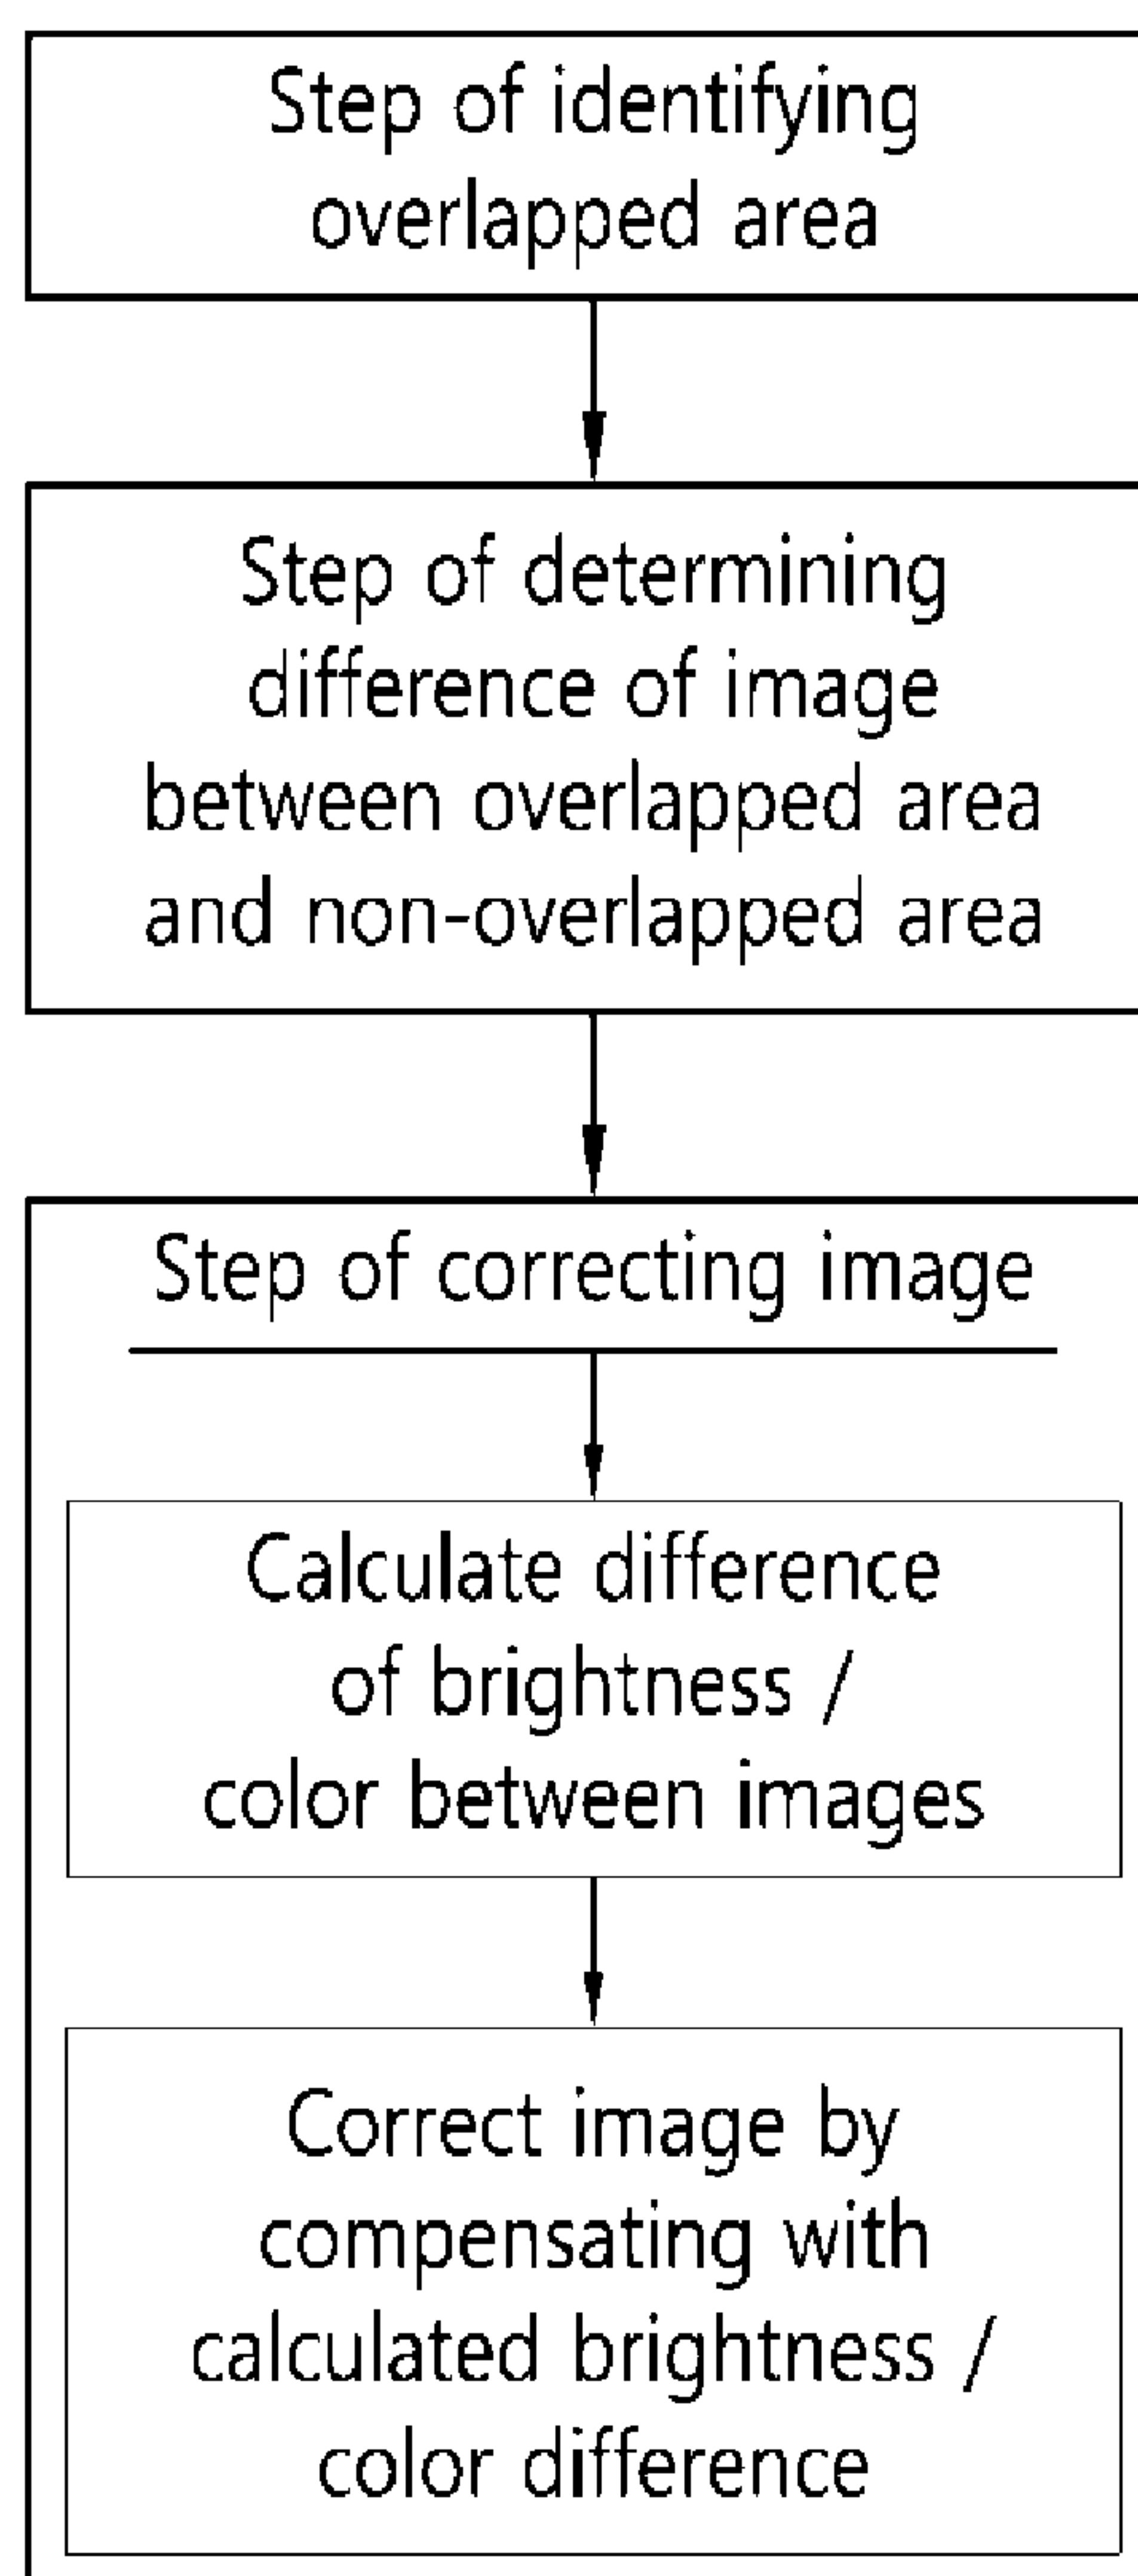 Step of identifying
overlapped area
Step of determining
difference of image
between overlapped area
and non-overlapped area
Step of correcting image
Calculate difference
of brightness /
color between images
Correct image by
compensating with
calculated brightness /
color difference